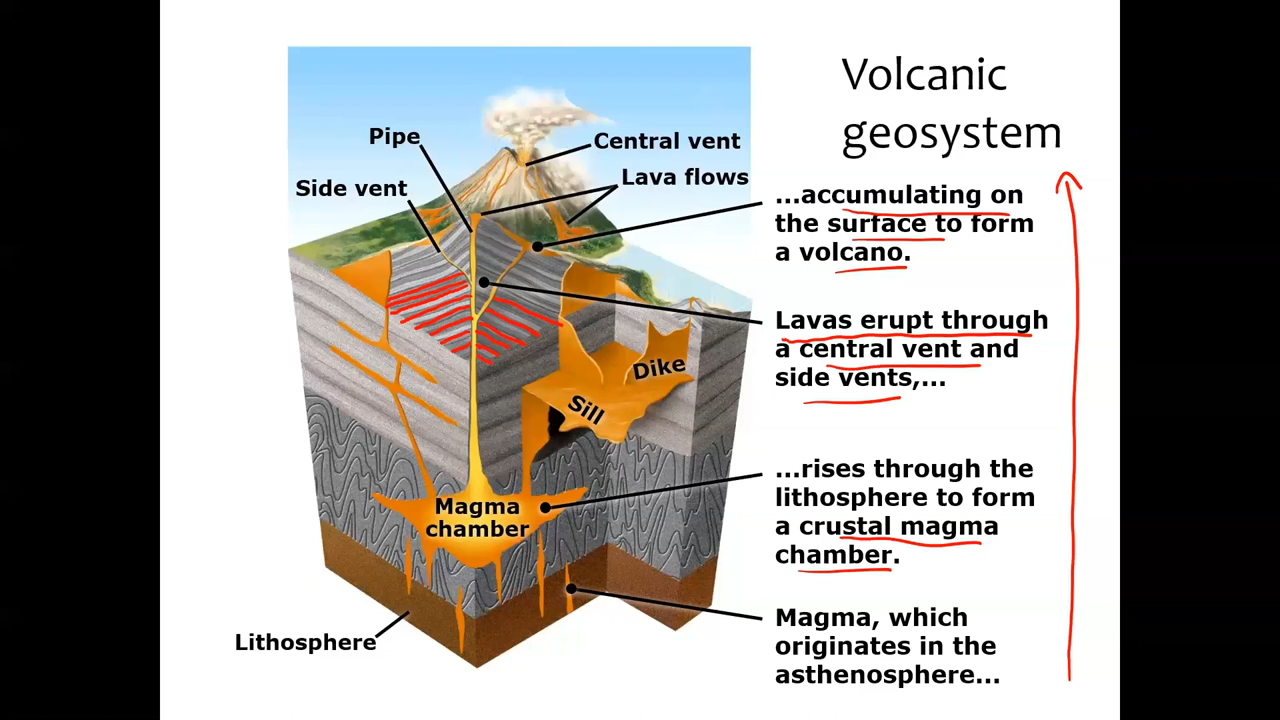 Volcanic
geosystem
Pipe
Central vent
Side vent
Lava flows
...accumulating on
the surface to form
a volcano.
Lavas erupt through
a central vent and
side vents,...
Dike
Sill
...rises through the
lithosphere to form
a crustal magma
chamber.
Magma
chamber
Magma, which
originates in the
asthenosphere...
Lithosphere